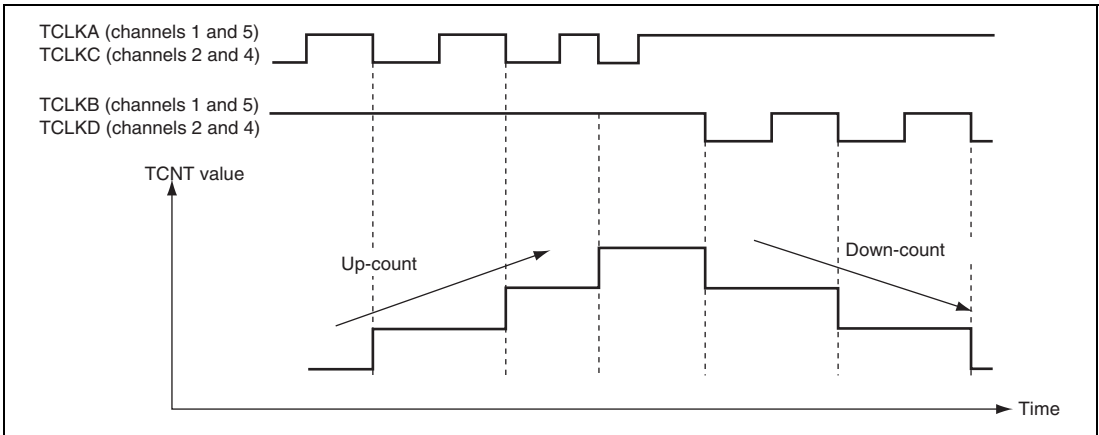 TCLKA (channels 1 and 5)
TCLKC (channels 2 and 4)
TCLKB (channels 1 and 5)
TCLKD (channels 2 and 4)
TCNT value
Up-count
Down-count
Time